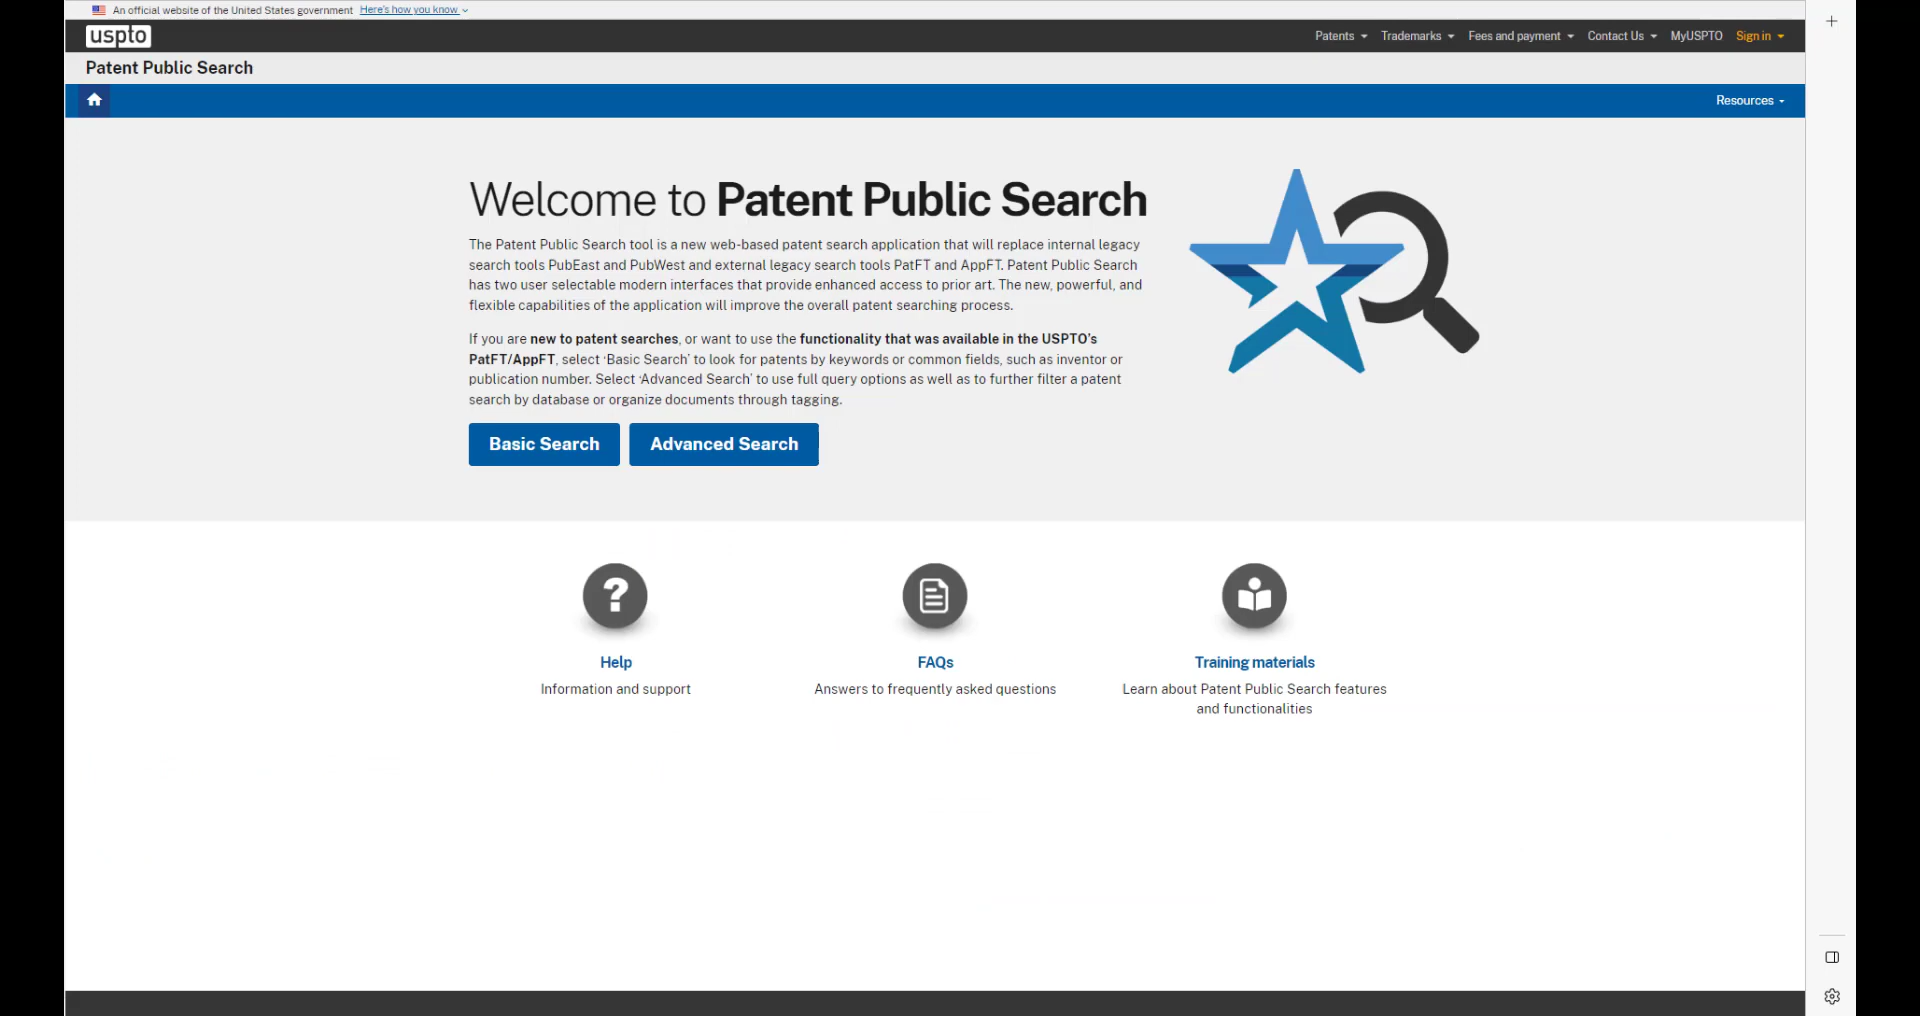 An official website of the United States government Here's how you know
uspto
Patents Trademarks Fees and payment Contact Us MyUSPTO Sign in
Patent Public Search
Resources
Welcome to Patent Public Search
The Patent Public Search tool is a new web-based patent search application that will replace internal legacy
search tools PubEast and PubWest and external legacy search tools PatFT and AppFT. Patent Public Search
has two user selectable modern interfaces that provide enhanced access to prior art. The new, powerful, and
flexible capabilities of the application will improve the overall patent searching process.
If you are new to patent searches, or want to use the functionality that was available in the USPTO's
PatFT/AppFT, select 'Basic Search' to look for patents by keywords or common fields, such as inventor or
publication number. Select 'Advanced Search' to use full query options as well as to further filter a patent
search by database or organize documents through tagging.
Basic Search Advanced Search
Help
Information and support
FAQs
Answers to frequently asked questions
Training materials
Learn about Patent Public Search features
and functionalities